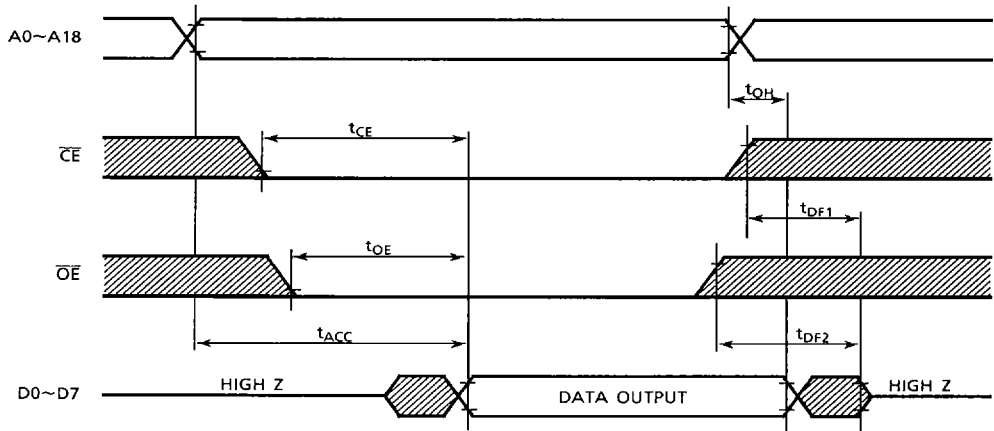 A0~A18
tOH
tCE
CE
tDF1
tOE
OE
tACC
tDF2
D0~D7
HIGH Z
DATA OUTPUT
HIGH Z